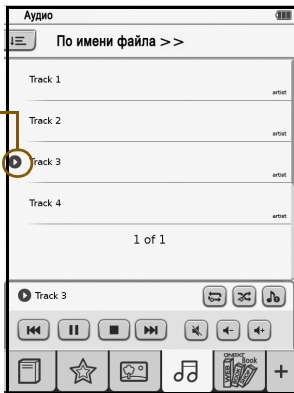 Аудио
По имени файла >>
Track 1
artist
Track 2
artist
Track 3
artist
Track 4
artist
1 of 1
Track 3
WEB
Book